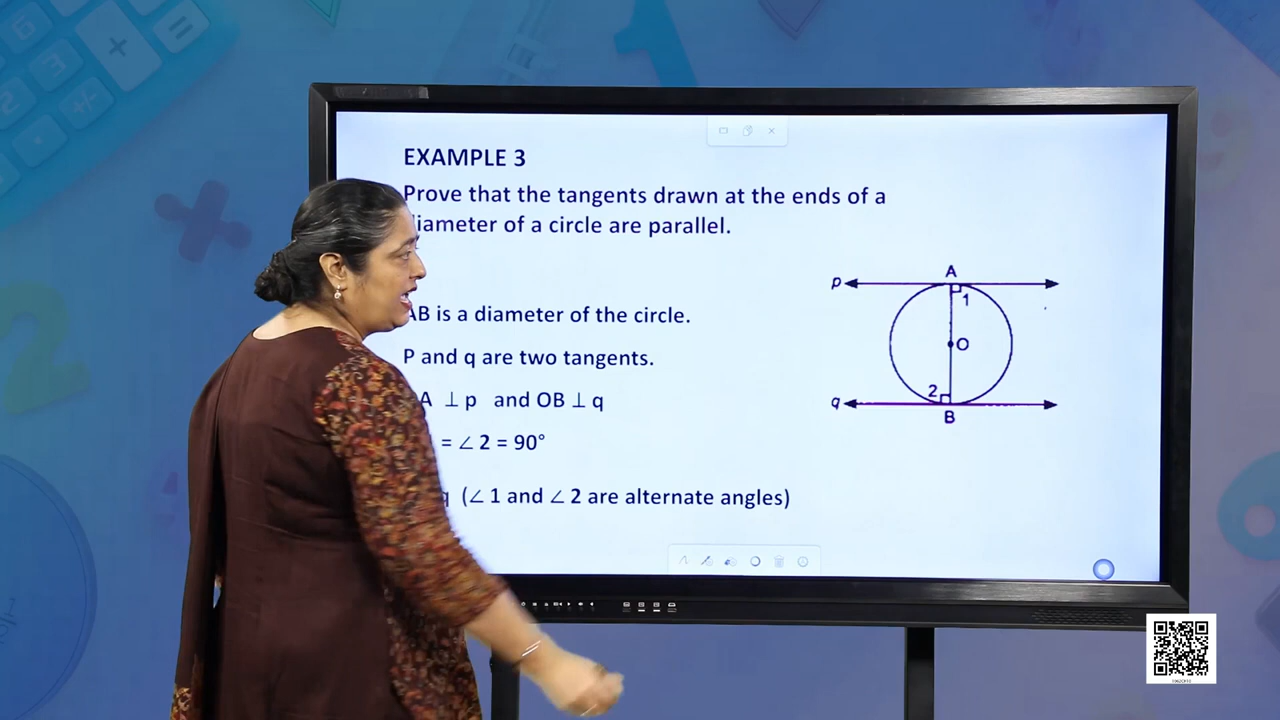 EXAMPLE 3
Prove that the tangents drawn at the ends of a
iameter of a circle are parallel.
AB is a diameter of the circle.
P and q are two tangents.
A ⊥ p and OB ⊥ q
= ∠ 2 = 90°
q (∠ 1 and ∠ 2 are alternate angles)
A
p
1
O
2
q
B